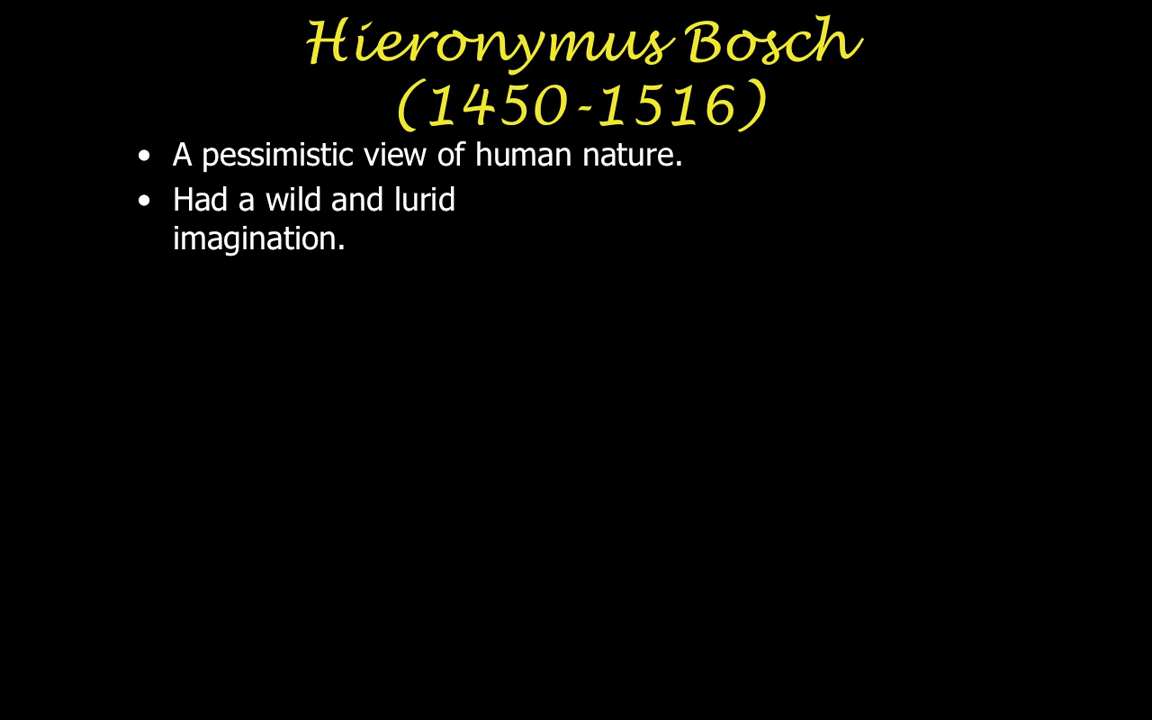 Hieronymus Bosch
(1450-1516)
• A pessimistic view of human nature.
• Had a wild and lurid
imagination.